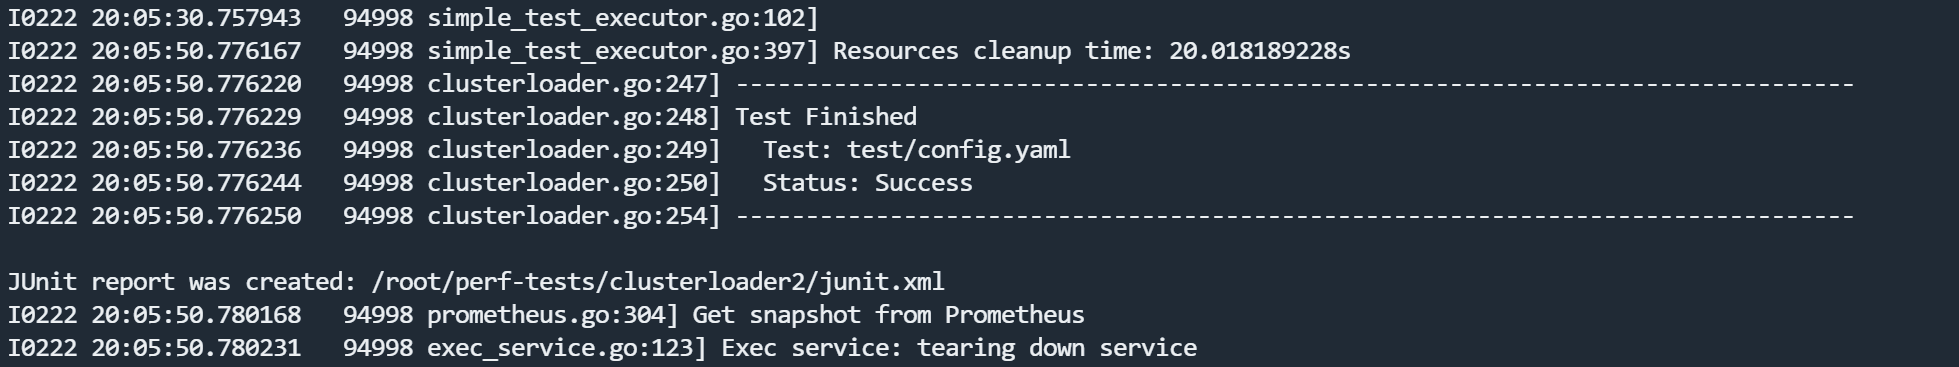 I0222 20:05:30.757943   94998 simple_test_executor.go:102]
I0222 20:05:50.776167   94998 simple_test_executor.go:397] Resources cleanup time: 20.018189228s
I0222 20:05:50.776220   94998 clusterloader.go:247] --------------------------------------------------------------------------------
I0222 20:05:50.776229   94998 clusterloader.go:248] Test Finished
I0222 20:05:50.776236   94998 clusterloader.go:249]   Test: test/config.yaml
I0222 20:05:50.776244   94998 clusterloader.go:250]   Status: Success
I0222 20:05:50.776250   94998 clusterloader.go:254] --------------------------------------------------------------------------------
JUnit report was created: /root/perf-tests/clusterloader2/junit.xml
I0222 20:05:50.780168   94998 prometheus.go:304] Get snapshot from Prometheus
I0222 20:05:50.780231   94998 exec_service.go:123] Exec service: tearing down service